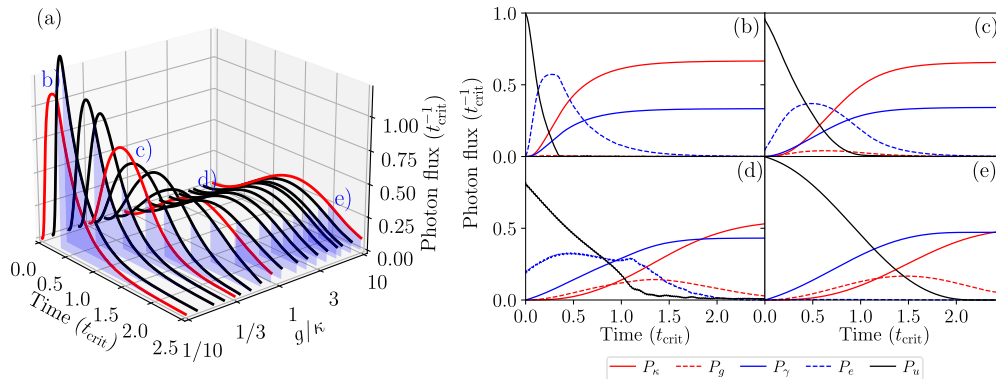 (a)
b)
c)
d)
e)
Photon flux (t_crit^-1)
0.00
0.25
0.50
0.75
1.00
Time (t_crit)
0.0
0.5
1.0
1.5
2.0
2.5
g|κ
1/10
1/3
1
3
10
Photon flux (t_crit^-1)
1.0
0.5
0.0
(b)
(c)
0.5
0.0
(d)
(e)
0.0 0.5 1.0 1.5 2.0
0.0 0.5 1.0 1.5 2.0
Time (t_crit)
Time (t_crit)
P_κ P_g P_γ P_e P_u